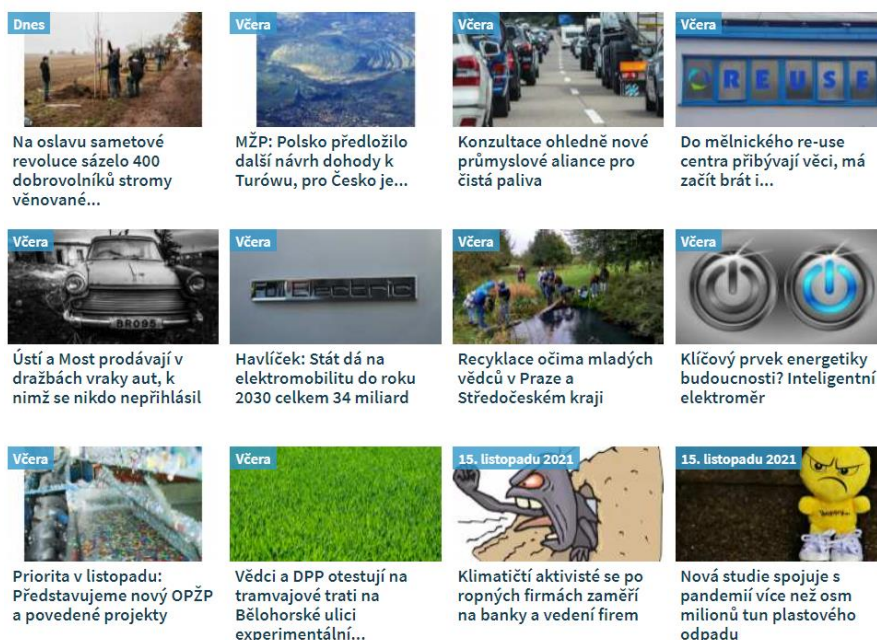 Dnes
Na oslavu sametové
revoluce sázelo 400
dobrovolníků stromy
věnované...
Včera
MŽP: Polsko předložilo
další návrh dohody k
Turówu, pro Česko je...
Včera
Konzultace ohledně nové
průmyslové aliance pro
čistá paliva
Včera
REUSE
Do mělnického re-use
centra přibývají věci, má
začít brát i...
Včera
BR095
Ústí a Most prodávají v
dražbách vraky aut, k
nimž se nikdo nepřihlásil
Včera
Electric
Havlíček: Stát dá na
elektromobilitu do roku
2030 celkem 34 miliard
Včera
Recyklace očima mladých
vědců v Praze a
Středočeském kraji
Včera
Klíčový prvek energetiky
budoucnosti? Inteligentní
elektroměr
Včera
Priorita v listopadu:
Představujeme nový OPŽP
a povedené projekty
Včera
Vědci a DPP otestují na
tramvajové trati na
Bělohorské ulici
experimentální...
15. listopadu 2021
Klimatičtí aktivisté se po
ropných firmách zaměří
na banky a vedení firem
15. listopadu 2021
Nová studie spojuje s
pandemií více než osm
milionů tun plastového
odpadu